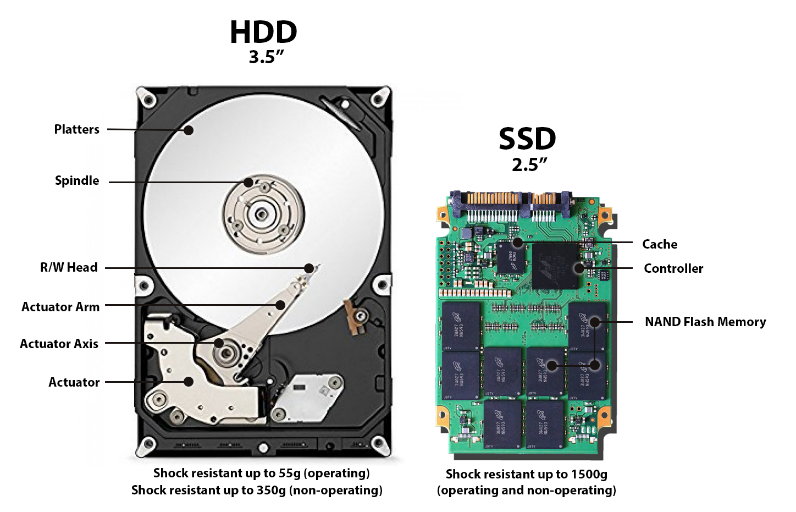 HDD
3.5”
SSD
2.5”
Platters
Spindle
R/W Head
Actuator Arm
Actuator Axis
Actuator
Cache
Controller
NAND Flash Memory
Shock resistant up to 55g (operating)
Shock resistant up to 350g (non-operating)
Shock resistant up to 1500g
(operating and non-operating)